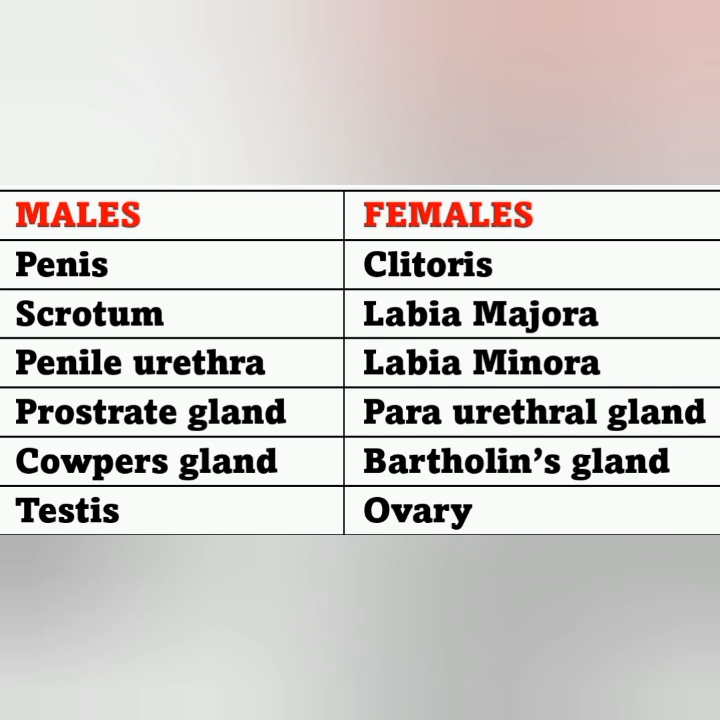 MALES FEMALES
Penis Clitoris
Scrotum Labia Majora
Penile urethra Labia Minora
Prostrate gland Para urethral gland
Cowpers gland Bartholin’s gland
Testis Ovary